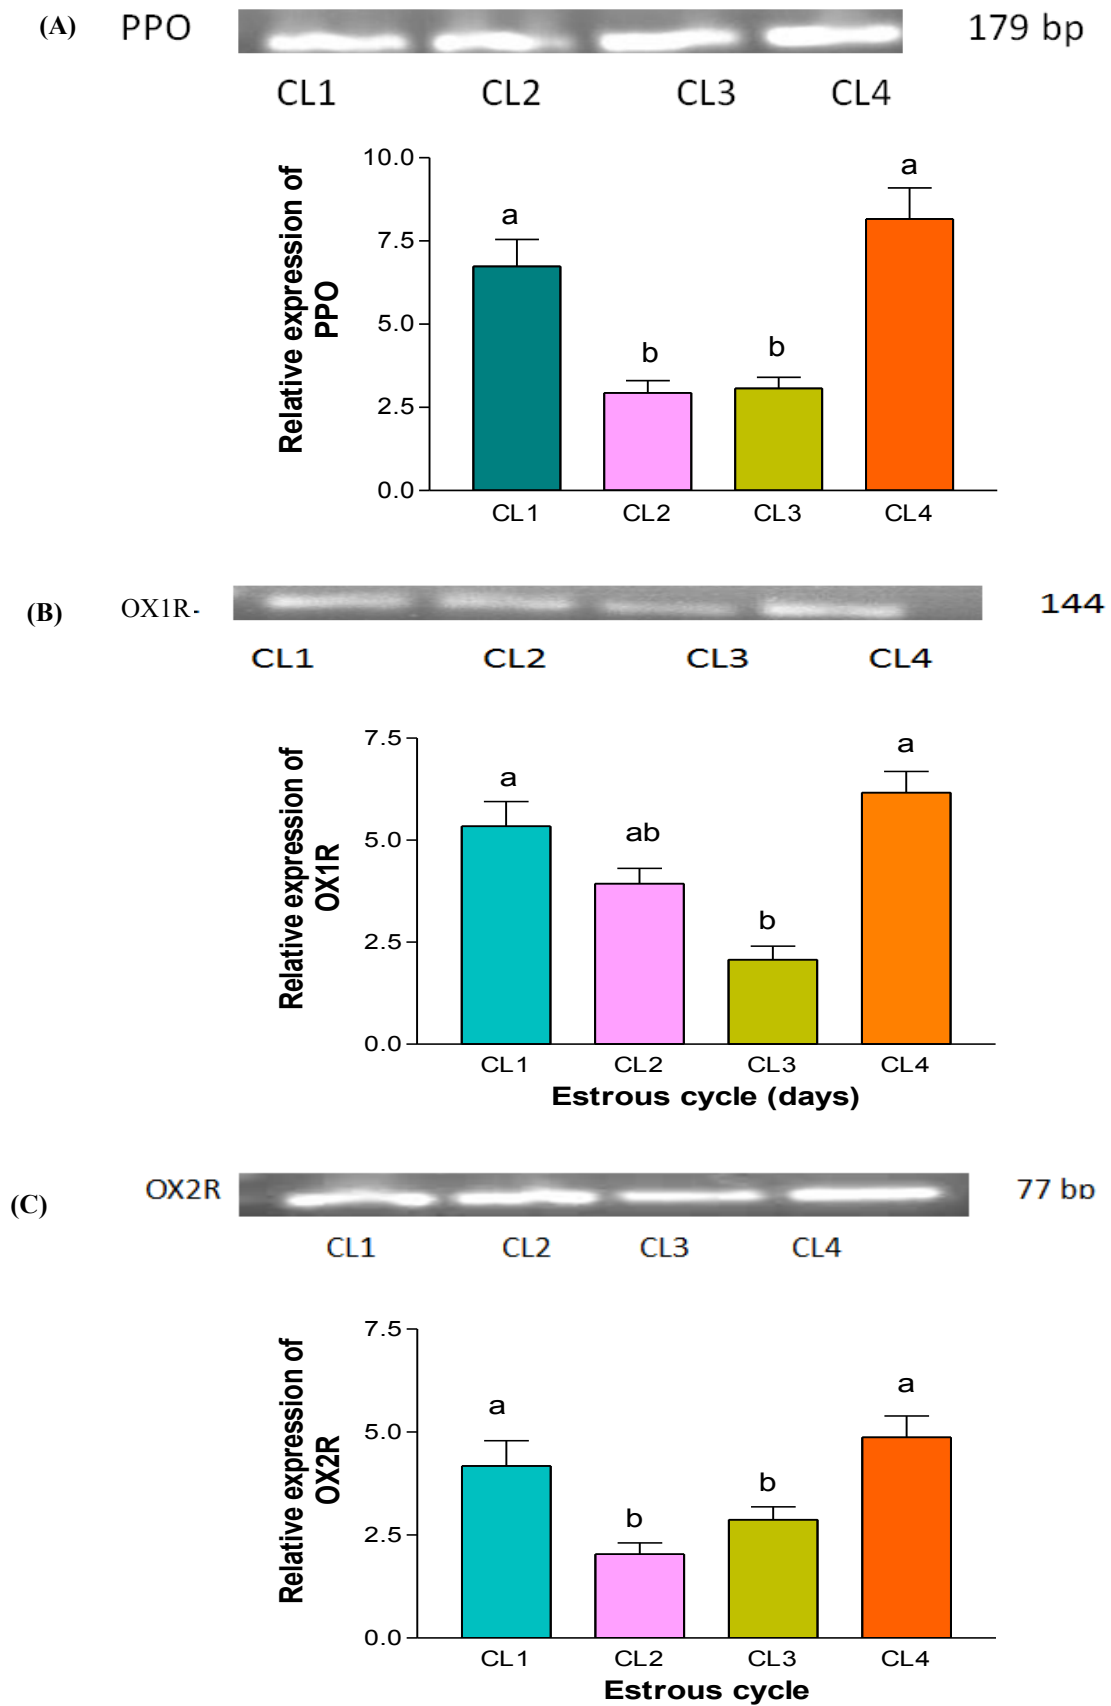 (A) PPO 179 bp
CL1 CL2 CL3 CL4
Relative expression of
PPO
10.0
7.5
5.0
2.5
0.0
a
b
b
a
CL1 CL2 CL3 CL4
(B) OX1R- 144
CL1 CL2 CL3 CL4
Relative expression of
OX1R
7.5
5.0
2.5
0.0
a
ab
b
a
CL1 CL2 CL3 CL4
Estrous cycle (days)
(C) OX2R 77 bp
CL1 CL2 CL3 CL4
Relative expression of
OX2R
7.5
5.0
2.5
0.0
a
b
b
a
CL1 CL2 CL3 CL4
Estrous cycle